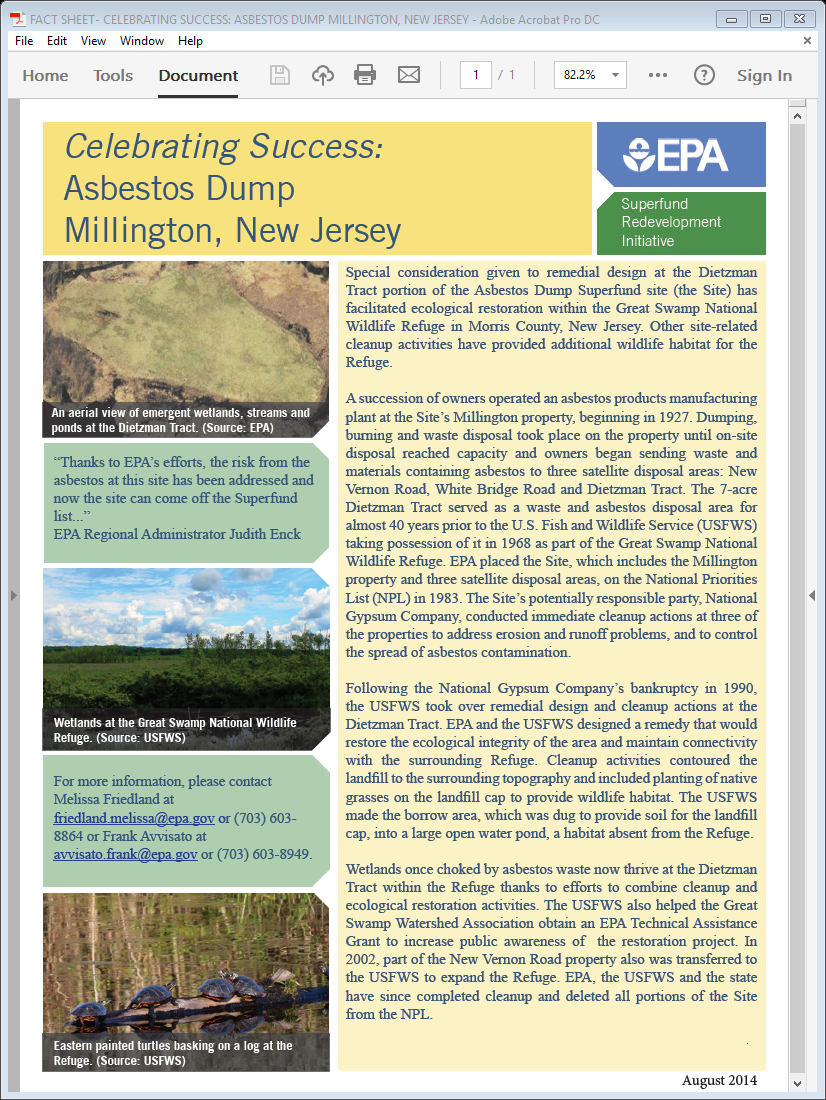 FACT SHEET- CELEBRATING SUCCESS: ASBESTOS DUMP MILLINGTON, NEW JERSEY - Adobe Acrobat Pro DC
File Edit View Window Help
Home Tools Document 1 / 1 82.2% Sign In
Celebrating Success:
Asbestos Dump
Millington, New Jersey
EPA
Superfund
Redevelopment
Initiative
An aerial view of emergent wetlands, streams and
ponds at the Dietzman Tract. (Source: EPA)
“Thanks to EPA’s efforts, the risk from the
asbestos at this site has been addressed and
now the site can come off the Superfund
list...”
EPA Regional Administrator Judith Enck
Wetlands at the Great Swamp National Wildlife
Refuge. (Source: USFWS)
For more information, please contact
Melissa Friedland at
friedland.melissa@epa.gov or (703) 603-
8864 or Frank Avvisato at
avvisato.frank@epa.gov or (703) 603-8949.
Eastern painted turtles basking on a log at the
Refuge. (Source: USFWS)
Special consideration given to remedial design at the Dietzman
Tract portion of the Asbestos Dump Superfund site (the Site) has
facilitated ecological restoration within the Great Swamp National
Wildlife Refuge in Morris County, New Jersey. Other site-related
cleanup activities have provided additional wildlife habitat for the
Refuge.
A succession of owners operated an asbestos products manufacturing
plant at the Site’s Millington property, beginning in 1927. Dumping,
burning and waste disposal took place on the property until on-site
disposal reached capacity and owners began sending waste and
materials containing asbestos to three satellite disposal areas: New
Vernon Road, White Bridge Road and Dietzman Tract. The 7-acre
Dietzman Tract served as a waste and asbestos disposal area for
almost 40 years prior to the U.S. Fish and Wildlife Service (USFWS)
taking possession of it in 1968 as part of the Great Swamp National
Wildlife Refuge. EPA placed the Site, which includes the Millington
property and three satellite disposal areas, on the National Priorities
List (NPL) in 1983. The Site’s potentially responsible party, National
Gypsum Company, conducted immediate cleanup actions at three of
the properties to address erosion and runoff problems, and to control
the spread of asbestos contamination.
Following the National Gypsum Company’s bankruptcy in 1990,
the USFWS took over remedial design and cleanup actions at the
Dietzman Tract. EPA and the USFWS designed a remedy that would
restore the ecological integrity of the area and maintain connectivity
with the surrounding Refuge. Cleanup activities contoured the
landfill to the surrounding topography and included planting of native
grasses on the landfill cap to provide wildlife habitat. The USFWS
made the borrow area, which was dug to provide soil for the landfill
cap, into a large open water pond, a habitat absent from the Refuge.
Wetlands once choked by asbestos waste now thrive at the Dietzman
Tract within the Refuge thanks to efforts to combine cleanup and
ecological restoration activities. The USFWS also helped the Great
Swamp Watershed Association obtain an EPA Technical Assistance
Grant to increase public awareness of the restoration project. In
2002, part of the New Vernon Road property also was transferred to
the USFWS to expand the Refuge. EPA, the USFWS and the state
have since completed cleanup and deleted all portions of the Site
from the NPL.
August 2014